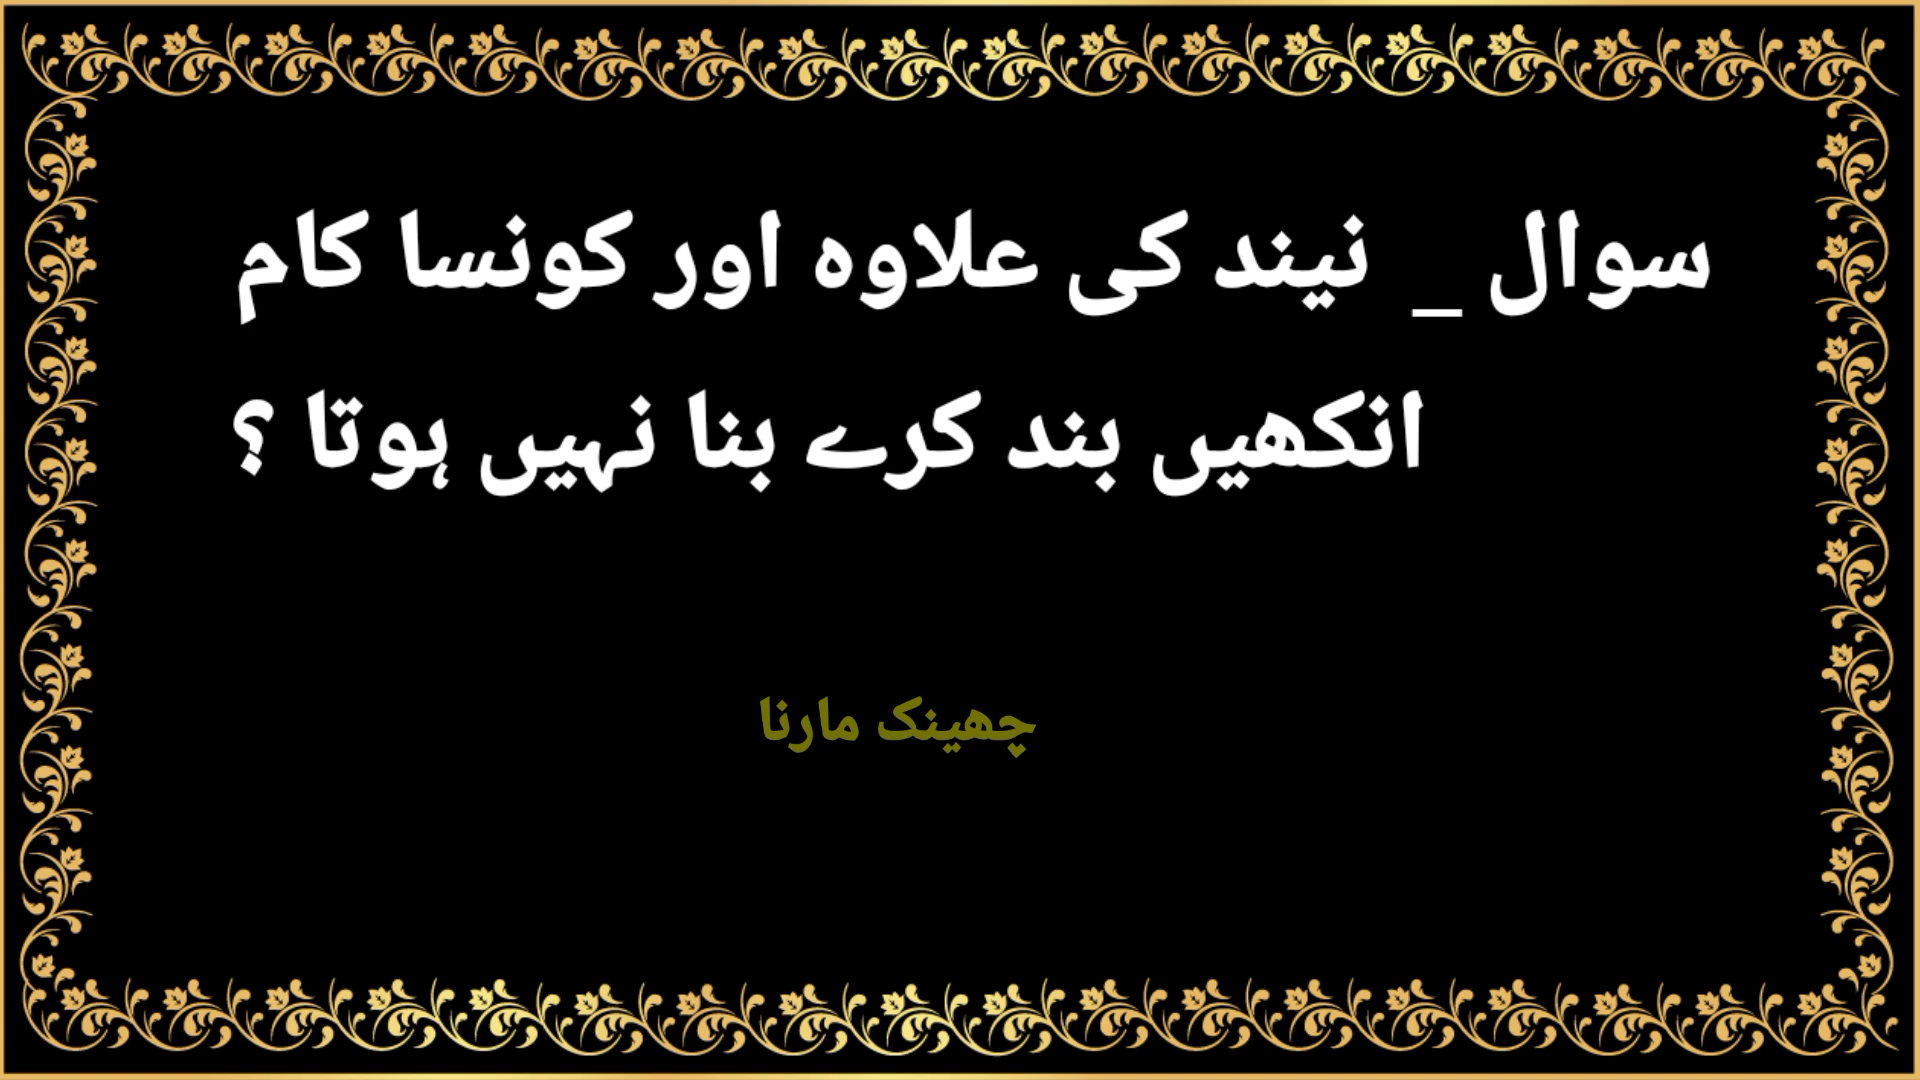 سوال _ نیند کی علاوہ اور کونسا کام
انکھیں بند کرے بنا نہیں ہوتا ؟
چھینک مارنا